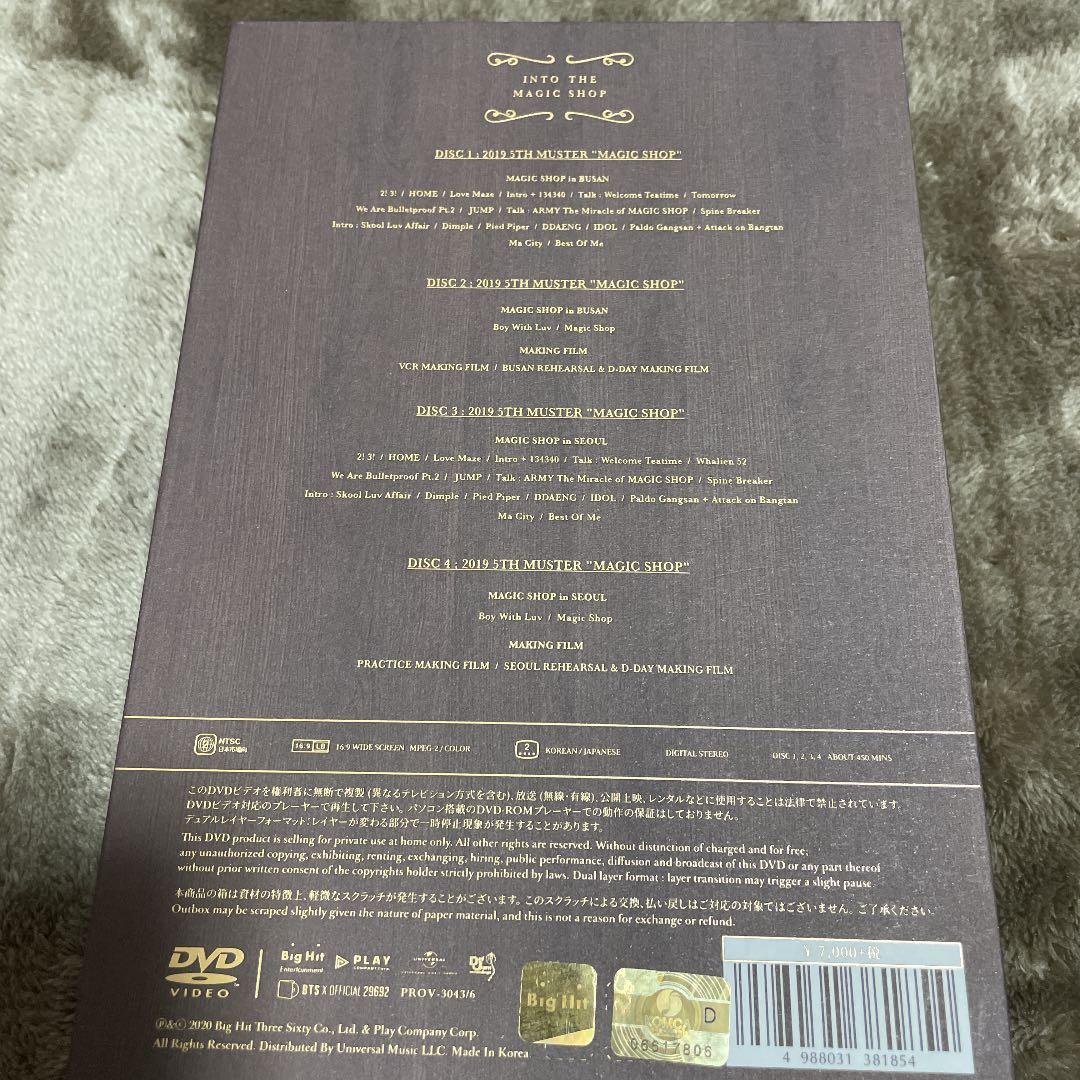 INTO THE
MAGIC SHOP
DISC 1 : 2019 5TH MUSTER "MAGIC SHOP"
MAGIC SHOP in BUSAN
2! 3! / HOME / Love Maze / Intro + 134340 / Talk : Welcome Teatime / Tomorrow
We Are Bulletproof Pt.2 / JUMP / Talk : ARMY The Miracle of MAGIC SHOP / Spine Breaker
Intro : Skool Luv Affair / Dimple / Pied Piper / DDAENG / IDOL / Paldo Gangsan + Attack on Bangtan
Ma City / Best Of Me
DISC 2 : 2019 5TH MUSTER "MAGIC SHOP"
MAGIC SHOP in BUSAN
Boy With Luv / Magic Shop
MAKING FILM
VCR MAKING FILM / BUSAN REHEARSAL & D-DAY MAKING FILM
DISC 3 : 2019 5TH MUSTER "MAGIC SHOP"
MAGIC SHOP in SEOUL
2! 3! / HOME / Love Maze / Intro + 134340 / Talk : Welcome Teatime / Whalien 52
We Are Bulletproof Pt.2 / JUMP / Talk : ARMY The Miracle of MAGIC SHOP / Spine Breaker
Intro : Skool Luv Affair / Dimple / Pied Piper / DDAENG / IDOL / Paldo Gangsan + Attack on Bangtan
Ma City / Best Of Me
DISC 4 : 2019 5TH MUSTER "MAGIC SHOP"
MAGIC SHOP in SEOUL
Boy With Luv / Magic Shop
MAKING FILM
PRACTICE MAKING FILM / SEOUL REHEARSAL & D-DAY MAKING FILM
NTSC
日本市場向
16:9 LB 16:9 WIDE SCREEN MPEG-2 / COLOR
2 KOREAN / JAPANESE
DIGITAL STEREO
DISC 1, 2, 3, 4 ABOUT 450 MINS
このDVDビデオを権利者に無断で複製(異なるテレビジョン方式を含む)、放送(無線・有線)、公開上映、レンタルなどに使用することは法律で禁止されています。
DVDビデオ対応のプレーヤーで再生して下さい。パソコン搭載のDVD-ROMプレーヤーでの動作の保証はしておりません。
デュアルレイヤーフォーマット:レイヤーが変わる部分で一時停止現象が発生することがあります。
This DVD product is selling for private use at home only. All other rights are reserved. Without distinction of charged and for free;
any unauthorized copying, exhibiting, renting, exchanging, hiring, public performance, diffusion and broadcast of this DVD or any part thereof
without prior written consent of the copyrights holder strictly prohibited by laws. Dual layer format : layer transition may trigger a slight pause.
本商品の箱は資材の特徴上、軽微なスクラッチが発生することがございます。このスクラッチによる交換、払い戻しはご対応の対象ではございません。ご了承ください。
Outbox may be scraped slightly given the nature of paper material, and this is not a reason for exchange or refund.
DVD
VIDEO
Big Hit
Entertainment
PLAY
COMPANY CORP.
UNIVERSAL
Def Jam
BTS X OFFICIAL 29692 PROV-3043/6
Big Hit
D
06517806
¥ 7,000+税
4 988031 381854
℗&© 2020 Big Hit Three Sixty Co., Ltd. & Play Company Corp.
All Rights Reserved. Distributed By Universal Music LLC. Made In Korea